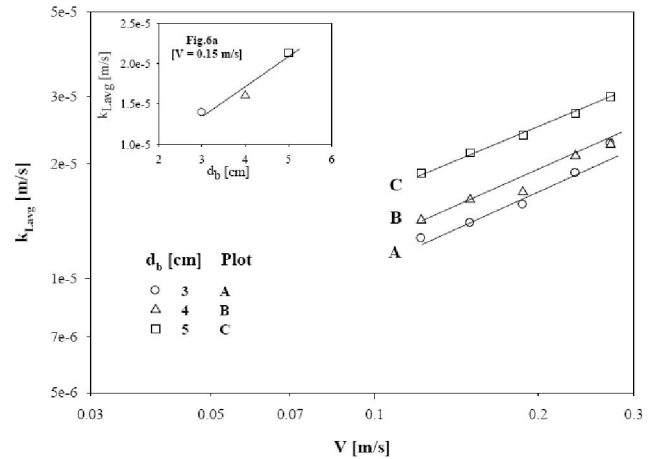 5e-5
3e-5
2e-5
1e-5
7e-6
5e-6
k_Lavg [m/s]
0.03
0.05
0.07
0.1
0.2
0.3
V [m/s]
2.5e-5
2.0e-5
1.5e-5
1.0e-5
k_Lavg [m/s]
Fig.6a
[V = 0.15 m/s]
2
3
4
5
6
d_b [cm]
C
B
A
d_b [cm] Plot
3 A
4 B
5 C